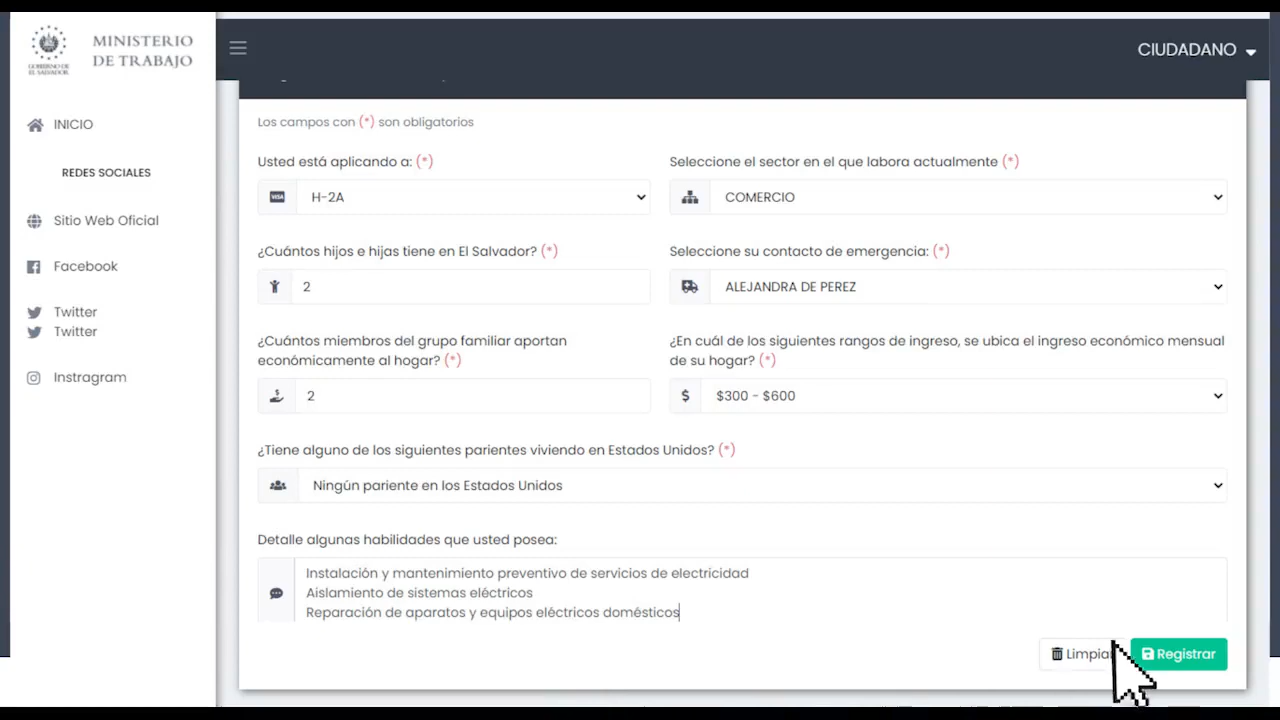 GOBIERNO DE
EL SALVADOR
MINISTERIO
DE TRABAJO
CIUDADANO
INICIO
REDES SOCIALES
Sitio Web Oficial
Facebook
Twitter
Twitter
Instragram
Los campos con (*) son obligatorios
Usted está aplicando a: (*)
VISA
H-2A
Seleccione el sector en el que labora actualmente (*)
COMERCIO
¿Cuántos hijos e hijas tiene en El Salvador? (*)
2
Seleccione su contacto de emergencia: (*)
ALEJANDRA DE PEREZ
¿Cuántos miembros del grupo familiar aportan
económicamente al hogar? (*)
2
¿En cuál de los siguientes rangos de ingreso, se ubica el ingreso económico mensual
de su hogar? (*)
$
$300 - $600
¿Tiene alguno de los siguientes parientes viviendo en Estados Unidos? (*)
Ningún pariente en los Estados Unidos
Detalle algunas habilidades que usted posea:
Instalación y mantenimiento preventivo de servicios de electricidad
Aislamiento de sistemas eléctricos
Reparación de aparatos y equipos eléctricos domésticos
Limpia
Registrar